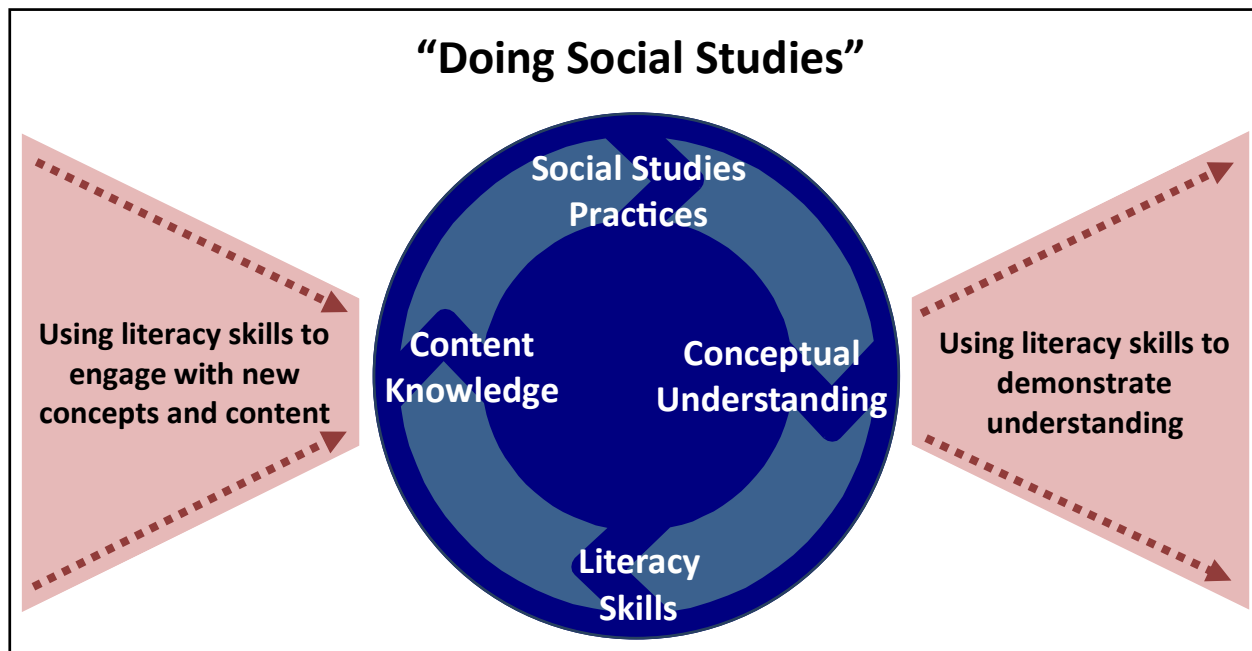 “Doing Social Studies”
Social Studies
Practices
Using literacy skills to
engage with new
concepts and content
Content
Knowledge
Conceptual
Understanding
Using literacy skills to
demonstrate
understanding
Literacy
Skills